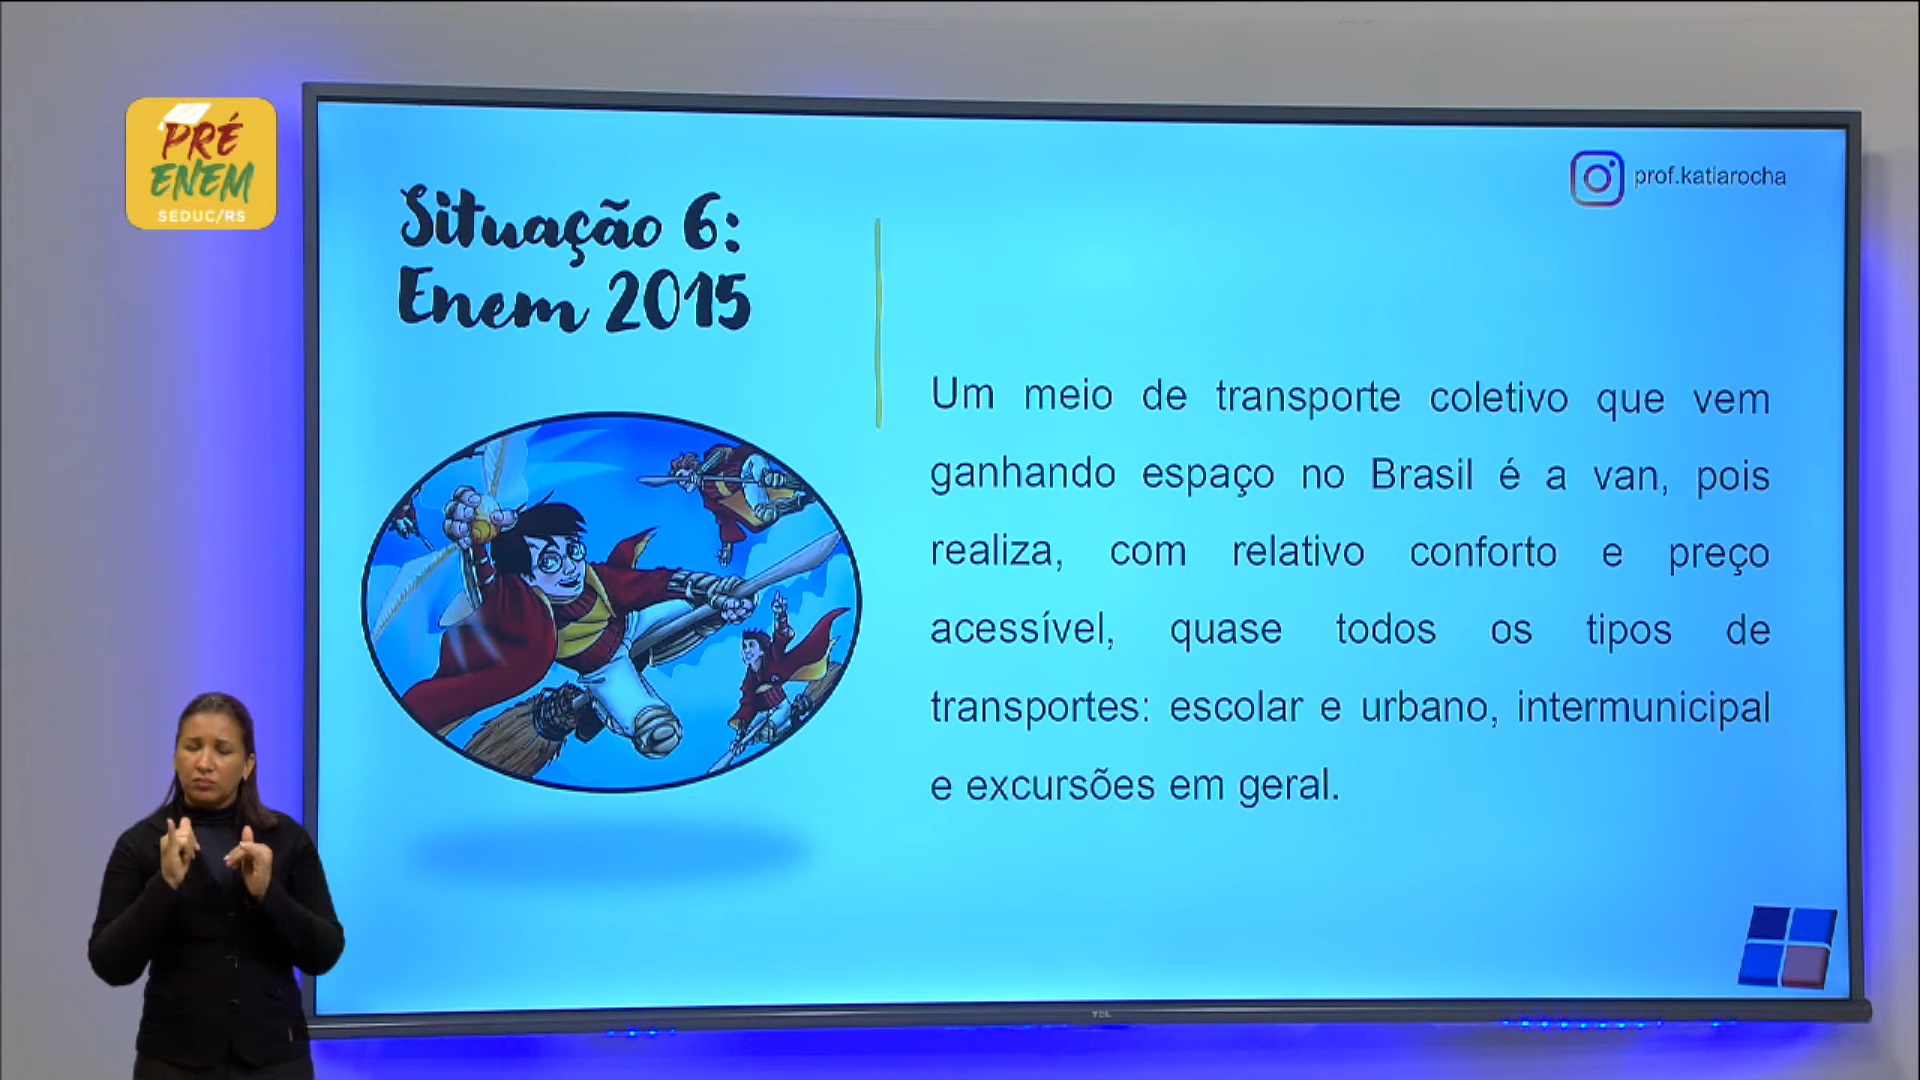 PRÉ
ENEM
SEDUC/RS
Situação 6:
Enem 2015
prof.katiarocha
Um meio de transporte coletivo que vem
ganhando espaço no Brasil é a van, pois
realiza, com relativo conforto e preço
acessível, quase todos os tipos de
transportes: escolar e urbano, intermunicipal
e excursões em geral.
TCL